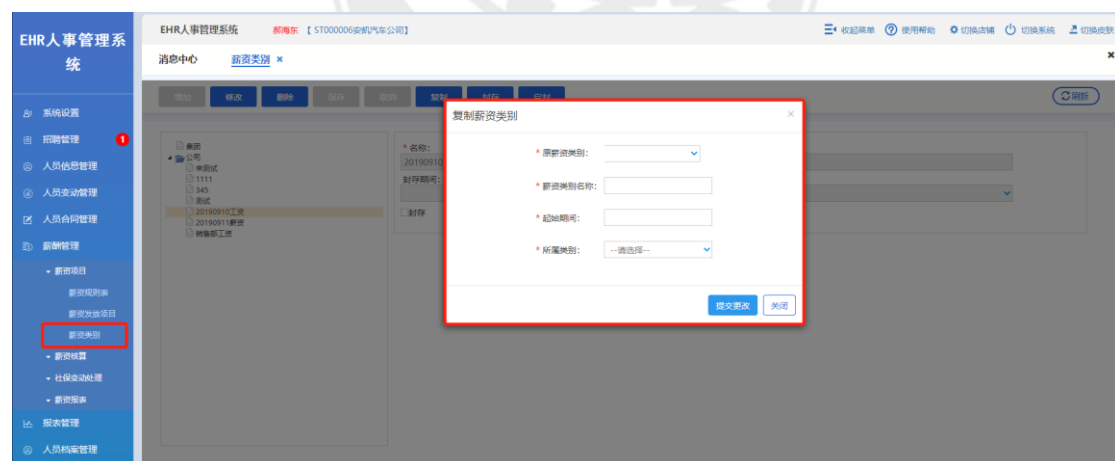 EHR人事管理系统
EHR人事管理系统 郝海东 【 ST000006安凯汽车公司】 收起菜单 使用帮助 切换店铺 切换系统 切换皮肤
消息中心 薪资类别 ×
×
增加 修改 删除 保存 取消 复制 封存 启封 刷新
系统设置
招聘管理 1
人员信息管理
人员变动管理
人员合同管理
薪酬管理
薪资项目
薪资规则表
薪资发放项目
薪资类别
薪资核算
社保变动处理
薪资报表
报表管理
人员档案管理
集团
公司
来测试
1111
345
测试
20190910工资
20190911薪资
销售部工资
* 名称:
20190910
封存期间:
封存
复制薪资类别 ×
* 原薪资类别:
* 薪资类别名称:
* 起始期间:
* 所属类别: --请选择--
提交更改 关闭